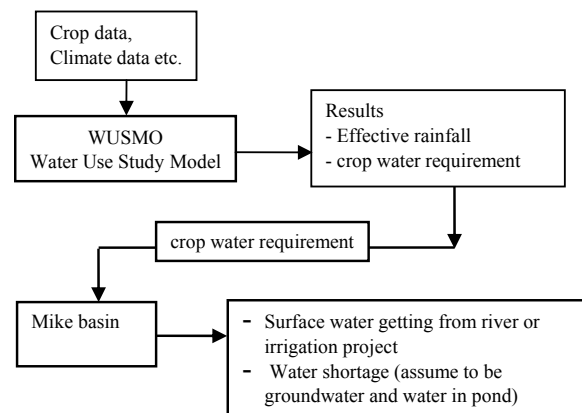 Crop data,
Climate data etc.
WUSMO
Water Use Study Model
Results
- Effective rainfall
- crop water requirement
crop water requirement
Mike basin
- Surface water getting from river or
irrigation project
- Water shortage (assume to be
groundwater and water in pond)